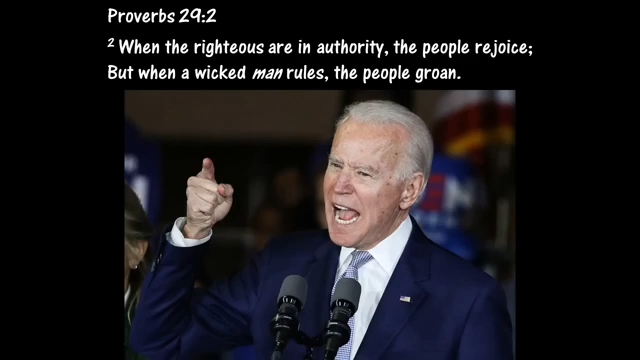 Proverbs 29:2
2 When the righteous are in authority, the people rejoice;
But when a wicked man rules, the people groan.